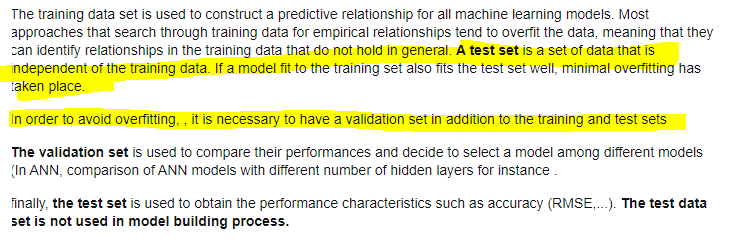 The training data set is used to construct a predictive relationship for all machine learning models. Most
approaches that search through training data for empirical relationships tend to overfit the data, meaning that they
can identify relationships in the training data that do not hold in general. A test set is a set of data that is
independent of the training data. If a model fit to the training set also fits the test set well, minimal overfitting has
taken place.
In order to avoid overfitting, , it is necessary to have a validation set in addition to the training and test sets
The validation set is used to compare their performances and decide to select a model among different models
(In ANN, comparison of ANN models with different number of hidden layers for instance .
finally, the test set is used to obtain the performance characteristics such as accuracy (RMSE,...). The test data
set is not used in model building process.